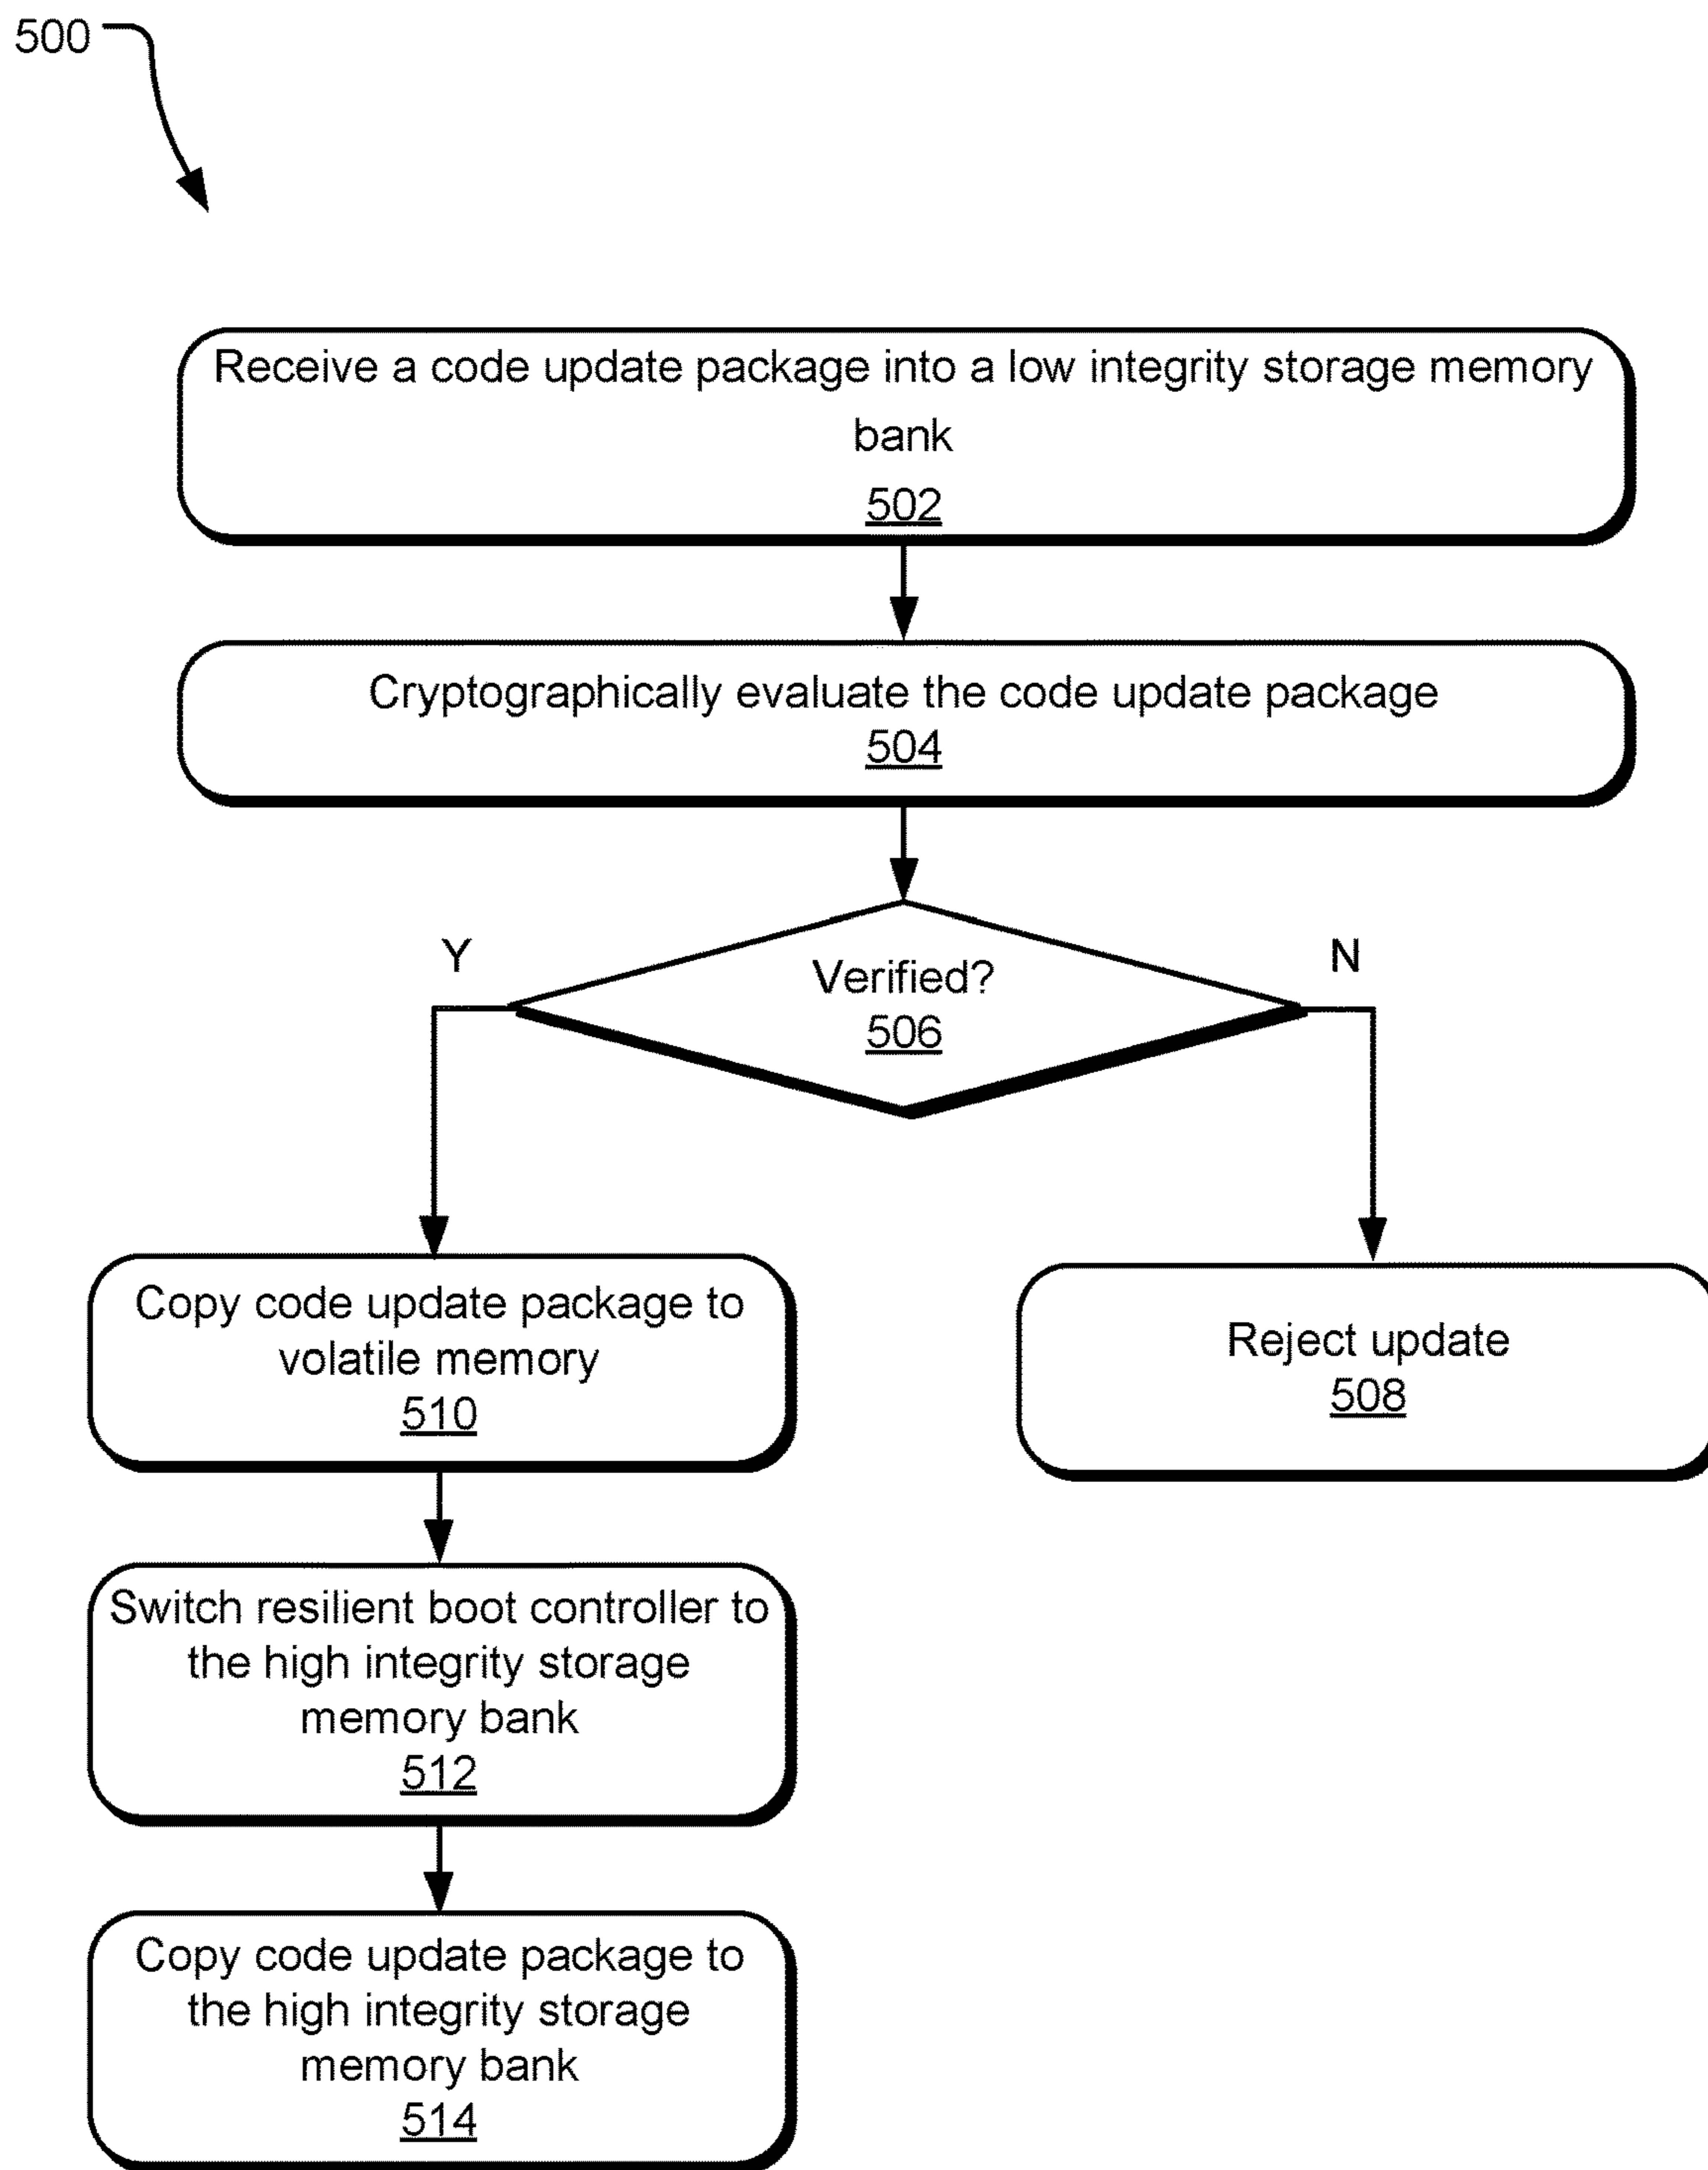 500
Receive a code update package into a low integrity storage memory
bank
502
Cryptographically evaluate the code update package
504
Y
N
Verified?
506
Copy code update package to
volatile memory
510
Reject update
508
Switch resilient boot controller to
the high integrity storage
memory bank
512
Copy code update package to
the high integrity storage
memory bank
514